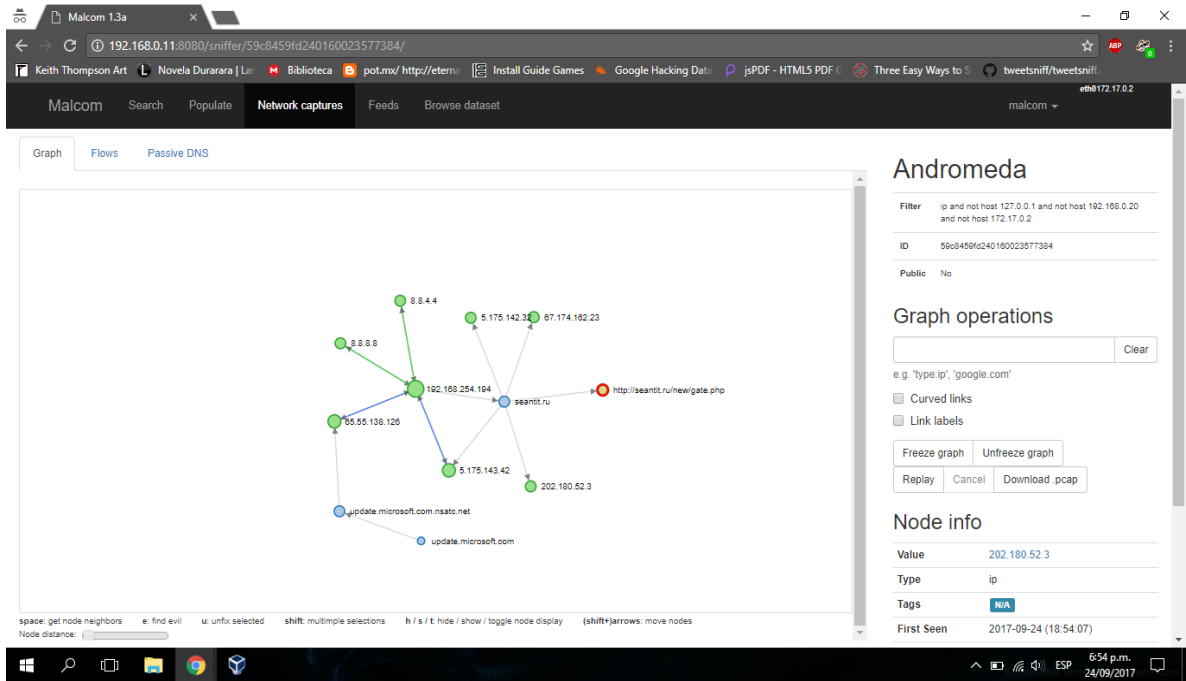 Malcom 1.3a
192.168.0.11:8080/sniffer/59c8459fd240160023577384/
Keith Thompson Art
Novela Durarara | Lar
Biblioteca
pot.mx/ http://eterna
Install Guide Games
Google Hacking Data
jsPDF - HTML5 PDF G
Three Easy Ways to S
tweetsniff/tweetsniff.
eth0172.17.0.2
Malcom
Search
Populate
Network captures
Feeds
Browse dataset
malcom
Graph
Flows
Passive DNS
8.8.4.4
5.175.142.32
67.174.162.23
8.8.8.8
192.168.254.194
http://seantit.ru/new/gate.php
seantit.ru
65.55.138.126
5.175.143.42
202.180.52.3
update.microsoft.com.nsatc.net
update.microsoft.com
space: get node neighbors
e: find evil
u: unfix selected
shift: multimple selections
h / s / t: hide / show / toggle node display
(shift+)arrows: move nodes
Node distance:
Andromeda
Filter
ip and not host 127.0.0.1 and not host 192.168.0.20
and not host 172.17.0.2
ID
59c8459fd240160023577384
Public
No
Graph operations
Clear
e.g. 'type:ip', 'google.com'
Curved links
Link labels
Freeze graph
Unfreeze graph
Replay
Cancel
Download .pcap
Node info
Value
202.180.52.3
Type
ip
Tags
N/A
First Seen
2017-09-24 (18:54:07)
ABP
0
ESP
6:54 p.m.
24/09/2017